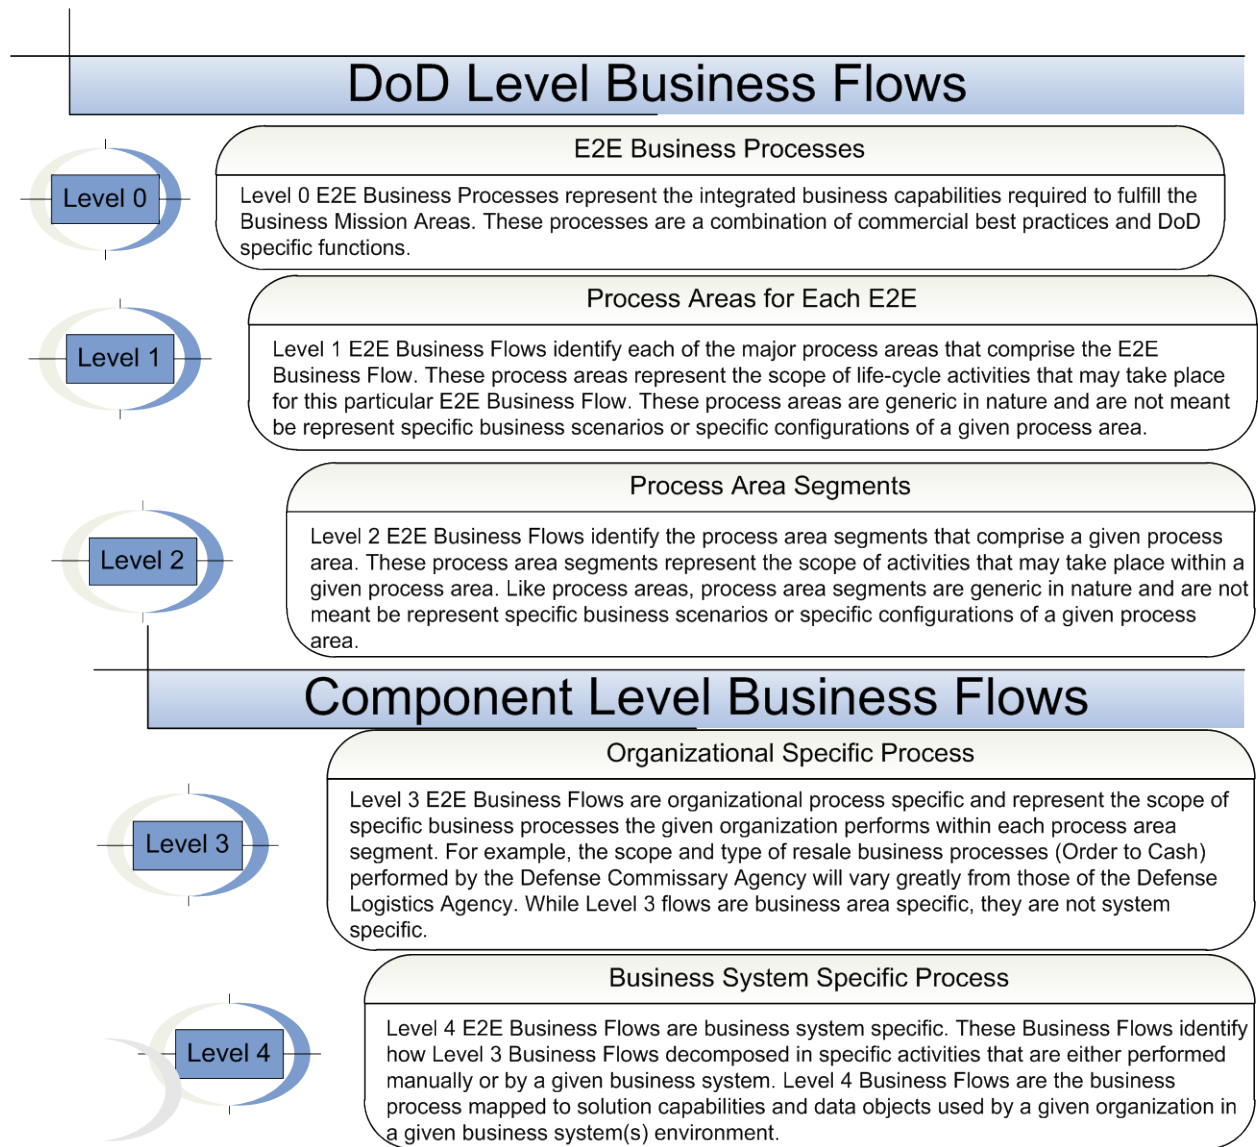 DoD Level Business Flows
E2E Business Processes
Level 0
Level 0 E2E Business Processes represent the integrated business capabilities required to fulfill the
Business Mission Areas. These processes are a combination of commercial best practices and DoD
specific functions.
Process Areas for Each E2E
Level 1
Level 1 E2E Business Flows identify each of the major process areas that comprise the E2E
Business Flow. These process areas represent the scope of life-cycle activities that may take place
for this particular E2E Business Flow. These process areas are generic in nature and are not meant
be represent specific business scenarios or specific configurations of a given process area.
Process Area Segments
Level 2
Level 2 E2E Business Flows identify the process area segments that comprise a given process
area. These process area segments represent the scope of activities that may take place within a
given process area. Like process areas, process area segments are generic in nature and are not
meant be represent specific business scenarios or specific configurations of a given process
area.
Component Level Business Flows
Organizational Specific Process
Level 3
Level 3 E2E Business Flows are organizational process specific and represent the scope of
specific business processes the given organization performs within each process area
segment. For example, the scope and type of resale business processes (Order to Cash)
performed by the Defense Commissary Agency will vary greatly from those of the Defense
Logistics Agency. While Level 3 flows are business area specific, they are not system
specific.
Business System Specific Process
Level 4
Level 4 E2E Business Flows are business system specific. These Business Flows identify
how Level 3 Business Flows decomposed in specific activities that are either performed
manually or by a given business system. Level 4 Business Flows are the business
process mapped to solution capabilities and data objects used by a given organization in
a given business system(s) environment.